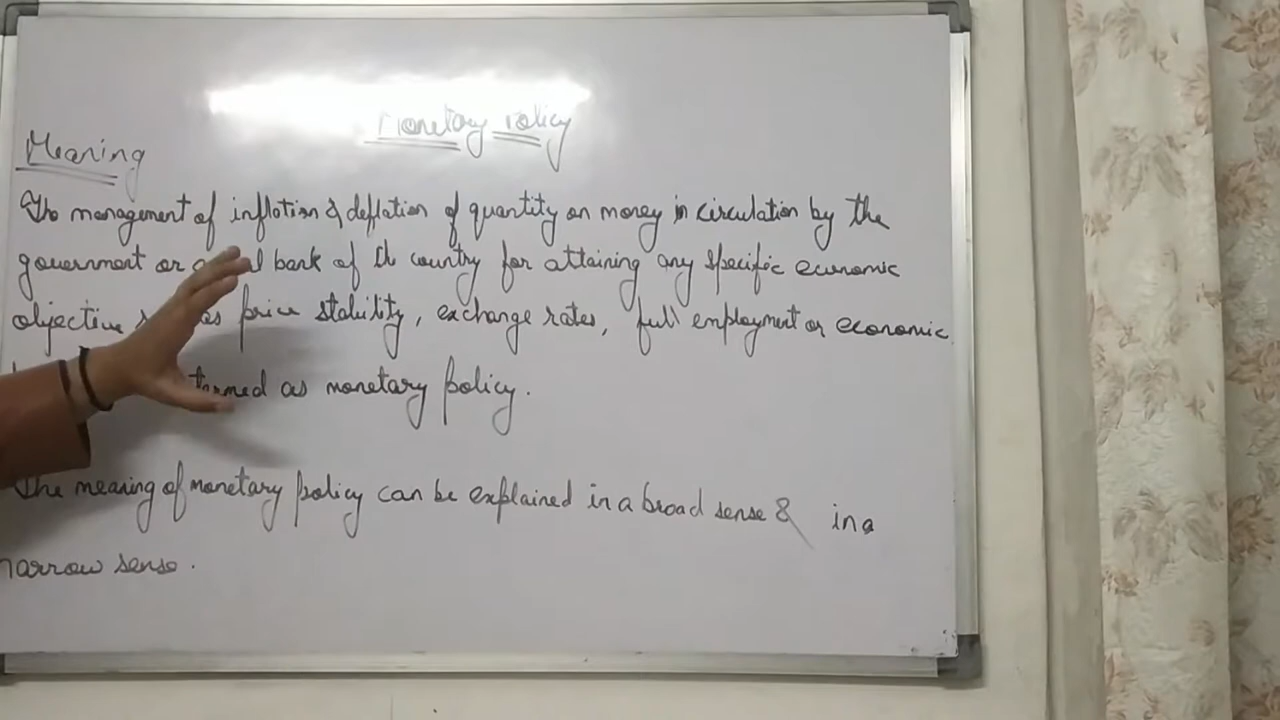 Monetary Policy
Meaning
The management of inflation & deflation of quantity on money in circulation by the
government or bank of the country for attaining any specific economic
objective price stability, exchange rates, full employment or economic
termed as monetary policy.
The meaning of monetary policy can be explained in a broad sense & in a
narrow sense.